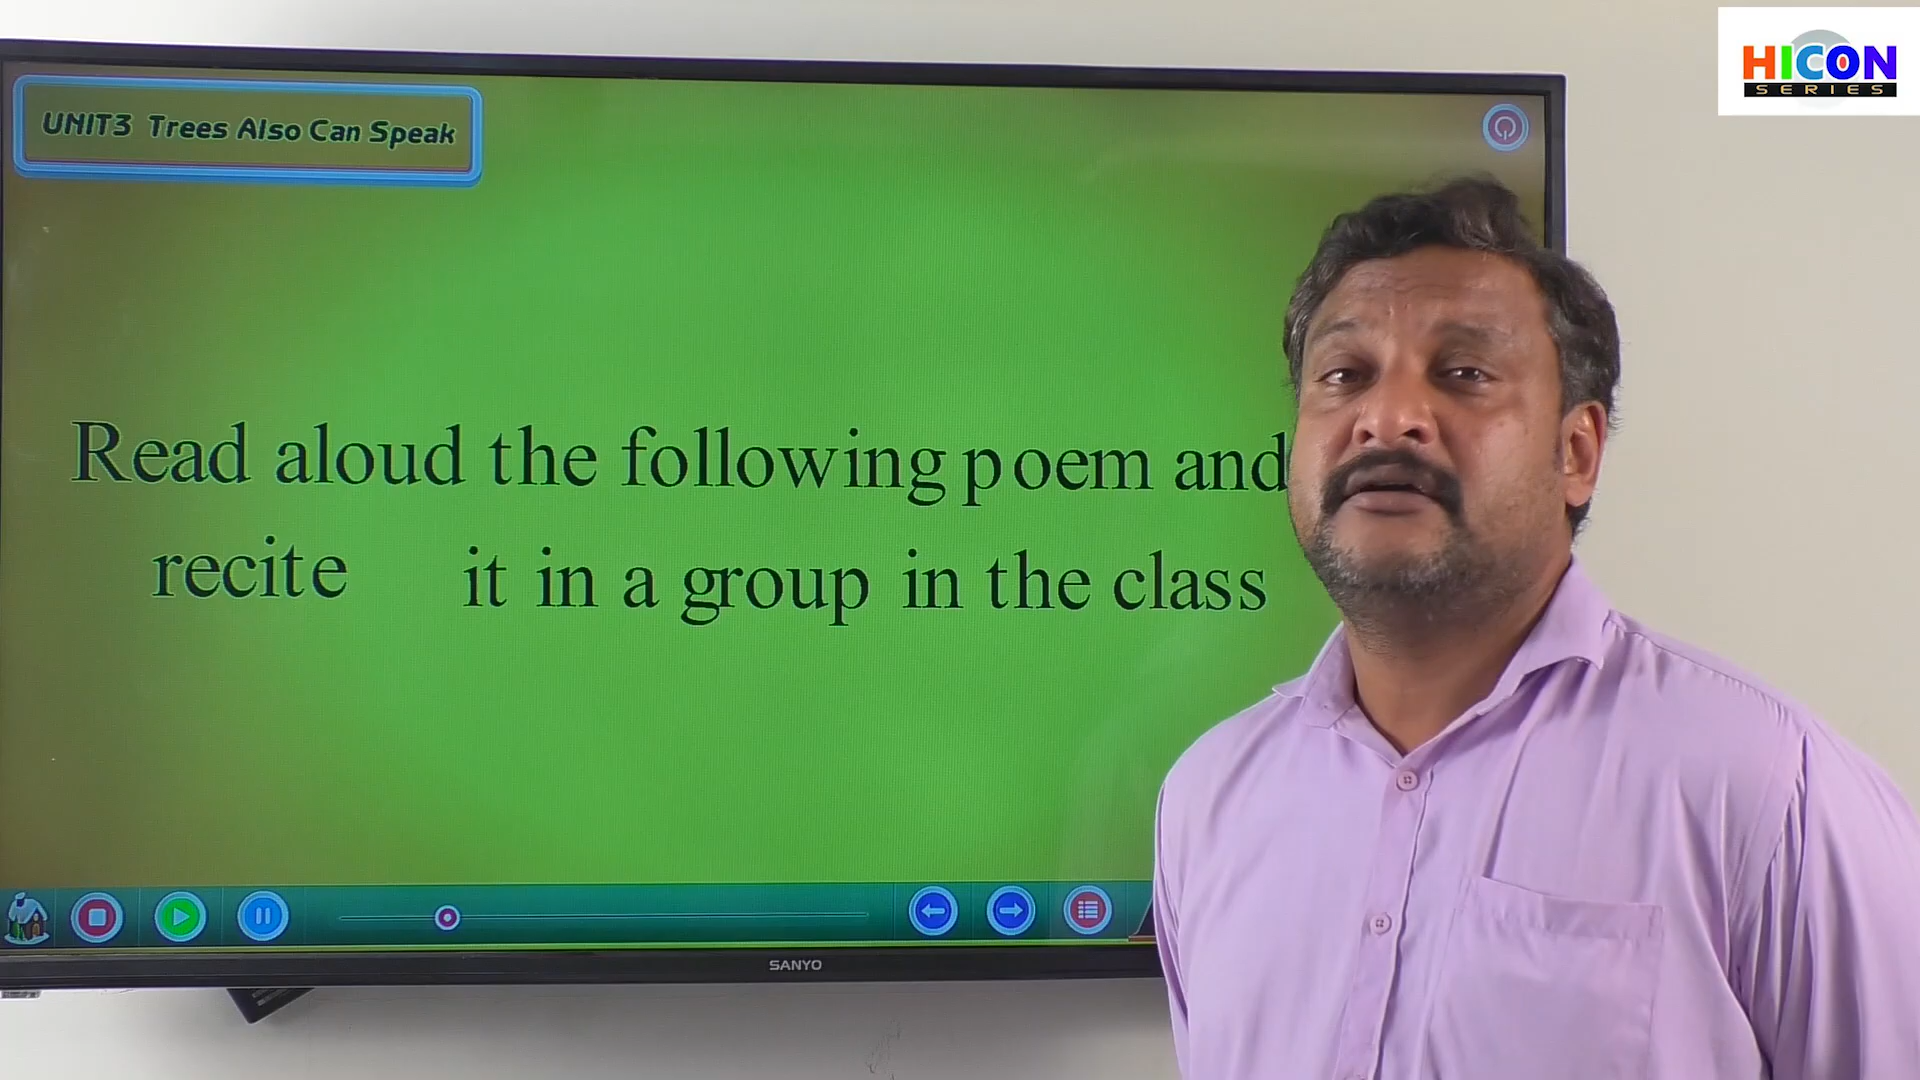 HICON
SERIES
UNIT3 Trees Also Can Speak
Read aloud the following poem and
recite it in a group in the class
SANYO